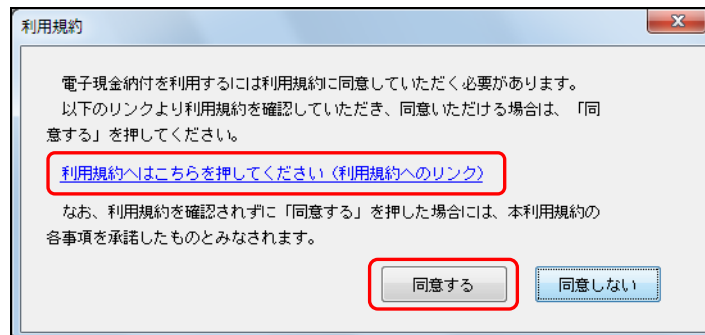 利用規約
電子現金納付を利用するには利用規約に同意していただく必要があります。
以下のリンクより利用規約を確認していただき、同意いただける場合は、「同
意する」を押してください。
利用規約へはこちらを押してください（利用規約へのリンク）
なお、利用規約を確認されずに「同意する」を押した場合には、本利用規約の
各事項を承諾したものとみなされます。
同意する
同意しない